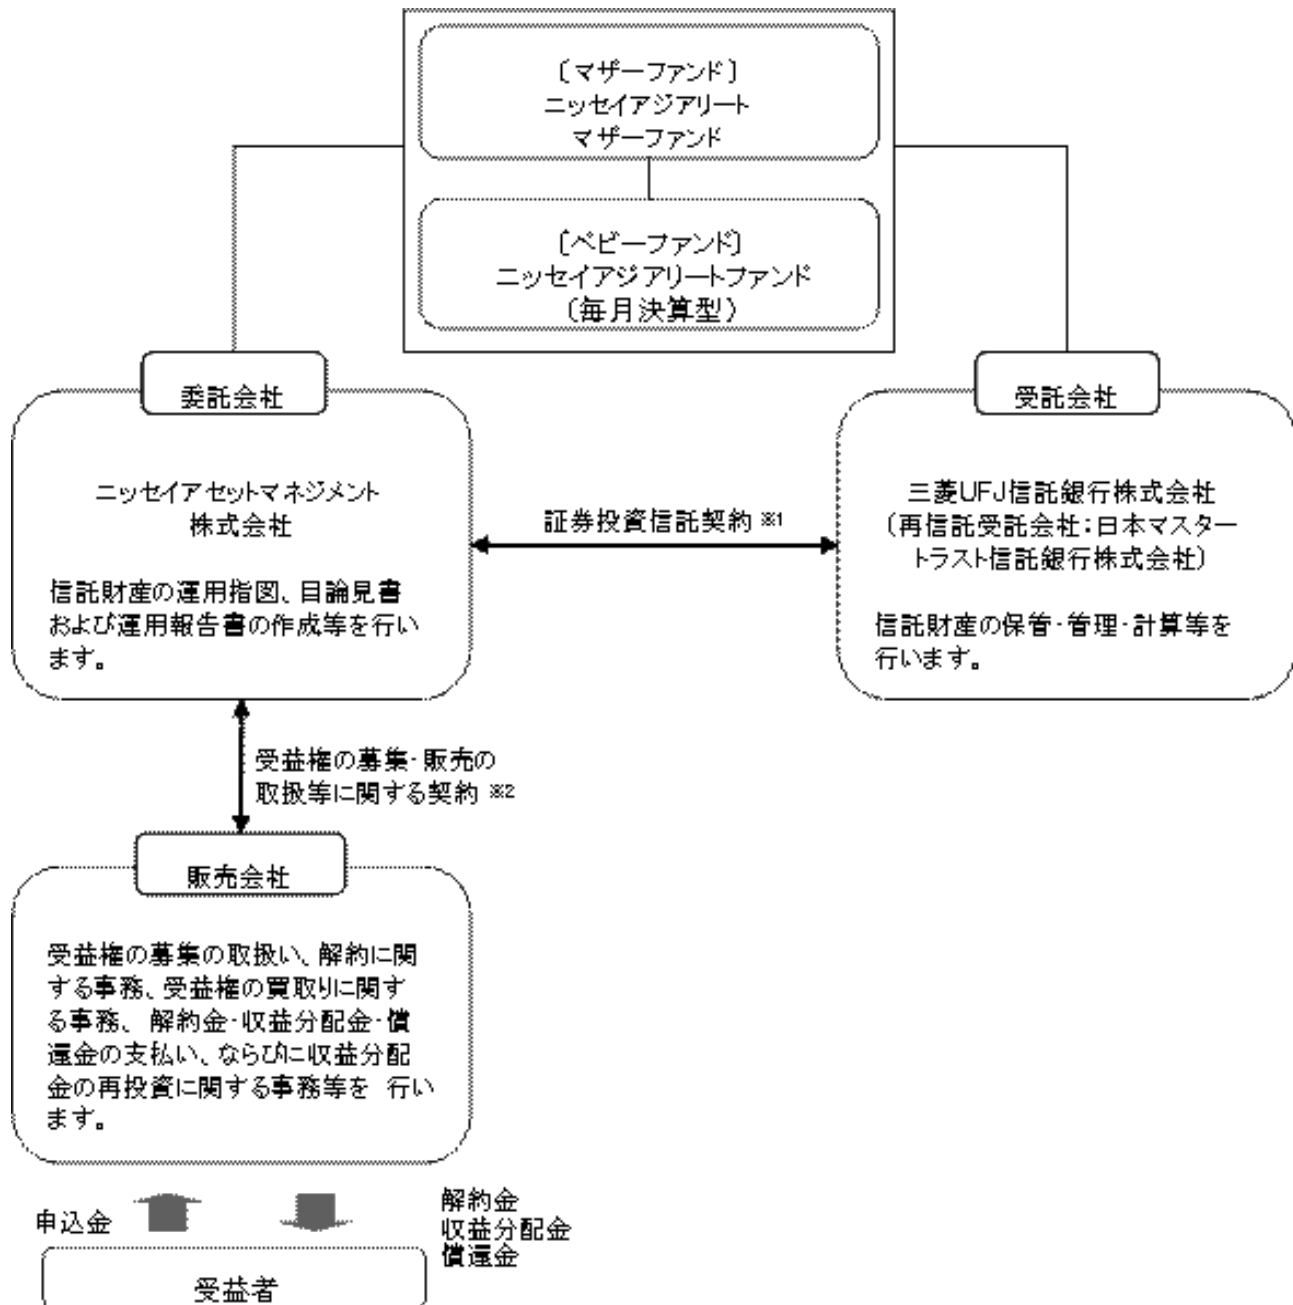 〔マザーファンド〕
ニッセイアジアリート
マザーファンド
〔ベビーファンド〕
ニッセイアジアリートファンド
（毎月決算型）
委託会社
ニッセイアセットマネジメント
株式会社
信託財産の運用指図、目論見書
および運用報告書の作成等を行い
ます。
証券投資信託契約 ※1
受託会社
三菱UFJ信託銀行株式会社
（再信託受託会社：日本マスター
トラスト信託銀行株式会社）
信託財産の保管・管理・計算等を
行います。
受益権の募集・販売の
取扱等に関する契約 ※2
販売会社
受益権の募集の取扱い、解約に関
する事務、受益権の買取りに関す
る事務、 解約金・収益分配金・償
還金の支払い、ならびに収益分配
金の再投資に関する事務等を 行い
ます。
申込金
解約金
収益分配金
償還金
受益者